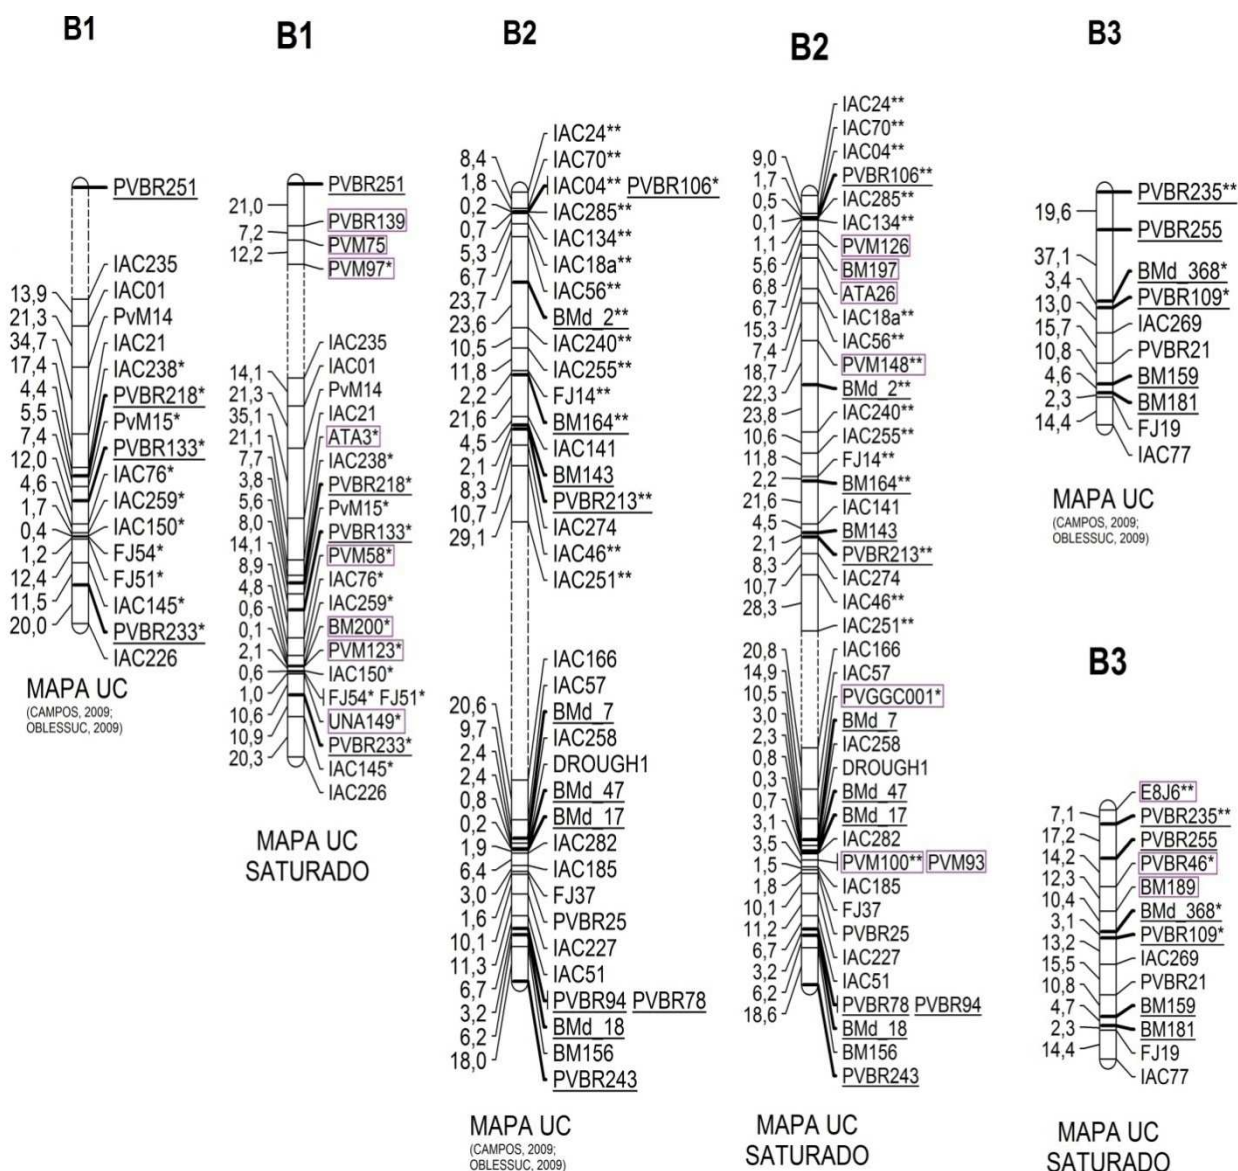 B1
PVBR251
IAC235
IAC01
PvM14
IAC21
IAC238*
PVBR218*
PvM15*
PVBR133*
IAC76*
IAC259*
IAC150*
FJ54*
FJ51*
IAC145*
PVBR233*
IAC226
13,9
21,3
34,7
17,4
4,4
5,5
7,4
12,0
4,6
1,7
0,4
1,2
12,4
11,5
20,0
MAPA UC
(CAMPOS, 2009;
OBLESSUC, 2009)
B1
PVBR251
PVBR139
PVM75
PVM97*
IAC235
IAC01
PvM14
IAC21
ATA3*
IAC238*
PVBR218*
PvM15*
PVBR133*
PVM58*
IAC76*
IAC259*
BM200*
PVM123*
IAC150*
FJ54* FJ51*
UNA149*
PVBR233*
IAC145*
IAC226
21,0
7,2
12,2
14,1
21,3
35,1
21,1
7,7
3,8
5,6
8,0
14,1
8,9
4,8
0,6
0,1
2,1
0,6
1,0
10,6
10,9
20,3
MAPA UC
SATURADO
B2
IAC24**
IAC70**
IAC04** PVBR106*
IAC285**
IAC134**
IAC18a**
IAC56**
BMd_2**
IAC240**
IAC255**
FJ14**
BM164**
IAC141
BM143
PVBR213**
IAC274
IAC46**
IAC251**
8,4
1,8
0,2
0,7
5,3
6,7
23,7
23,6
10,5
11,8
2,2
21,6
4,5
2,1
8,3
10,7
29,1
IAC166
IAC57
BMd_7
IAC258
DROUGH1
BMd_47
BMd_17
IAC282
IAC185
FJ37
PVBR25
IAC227
IAC51
PVBR94 PVBR78
BMd_18
BM156
PVBR243
20,6
9,7
2,4
2,4
0,8
0,2
1,9
6,4
3,0
1,6
10,1
11,3
6,7
3,2
6,2
18,0
MAPA UC
(CAMPOS, 2009;
OBLESSUC, 2009)
B2
IAC24**
IAC70**
IAC04**
PVBR106**
IAC285**
IAC134**
PVM126
BM197
ATA26
IAC18a**
IAC56**
PVM148**
BMd_2**
IAC240**
IAC255**
FJ14**
BM164**
IAC141
BM143
PVBR213**
IAC274
IAC46**
IAC251**
9,0
1,7
0,5
0,1
1,1
5,6
6,8
6,7
15,3
7,4
18,7
22,3
23,8
10,6
11,8
2,2
21,6
4,5
2,1
8,3
10,7
28,3
IAC166
IAC57
PVGGC001*
BMd_7
IAC258
DROUGH1
BMd_47
BMd_17
IAC282
PVM100** PVM93
IAC185
FJ37
PVBR25
IAC227
IAC51
PVBR78 PVBR94
BMd_18
BM156
PVBR243
20,8
14,9
10,5
3,0
2,3
0,8
0,3
0,7
3,1
3,5
1,5
1,8
10,1
11,2
6,7
3,2
6,2
18,6
MAPA UC
SATURADO
B3
PVBR235**
PVBR255
BMd_368*
PVBR109*
IAC269
PVBR21
BM159
BM181
FJ19
IAC77
19,6
37,1
3,4
13,0
15,7
10,8
4,6
2,3
14,4
MAPA UC
(CAMPOS, 2009;
OBLESSUC, 2009)
B3
E8J6**
PVBR235**
PVBR255
PVBR46*
BM189
BMd_368*
PVBR109*
IAC269
PVBR21
BM159
BM181
FJ19
IAC77
7,1
17,2
14,2
12,3
10,4
3,1
13,2
15,5
10,8
4,7
2,3
14,4
MAPA UC
SATURADO